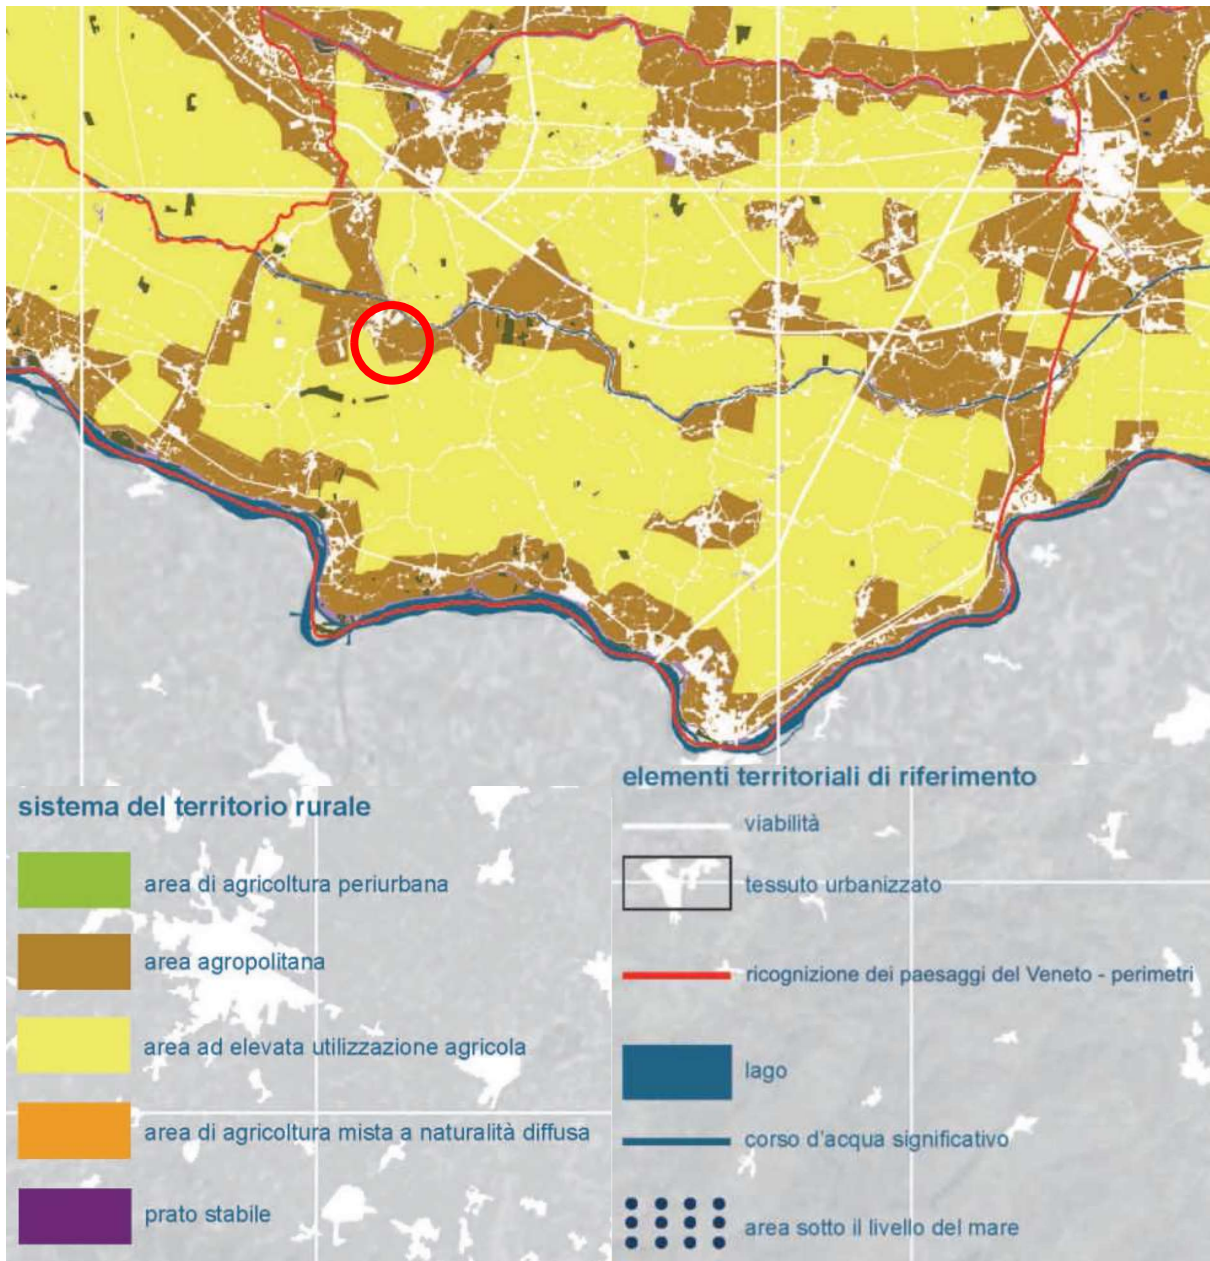 sistema del territorio rurale
area di agricoltura periurbana
area agropolitana
area ad elevata utilizzazione agricola
area di agricoltura mista a naturalità diffusa
prato stabile
elementi territoriali di riferimento
viabilità
tessuto urbanizzato
ricognizione dei paesaggi del Veneto - perimetri
lago
corso d'acqua significativo
area sotto il livello del mare